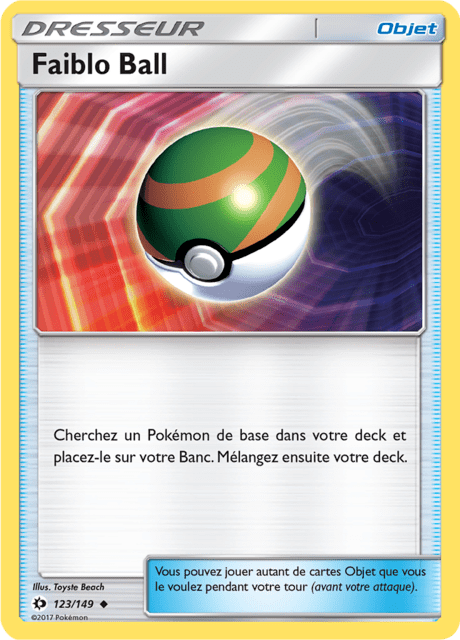 DRESSEUR
Objet
Faiblo Ball
Cherchez un Pokémon de base dans votre deck et
placez-le sur votre Banc. Mélangez ensuite votre deck.
Vous pouvez jouer autant de cartes Objet que vous
le voulez pendant votre tour (avant votre attaque).
Illus. Toyste Beach
123/149
©2017 Pokémon